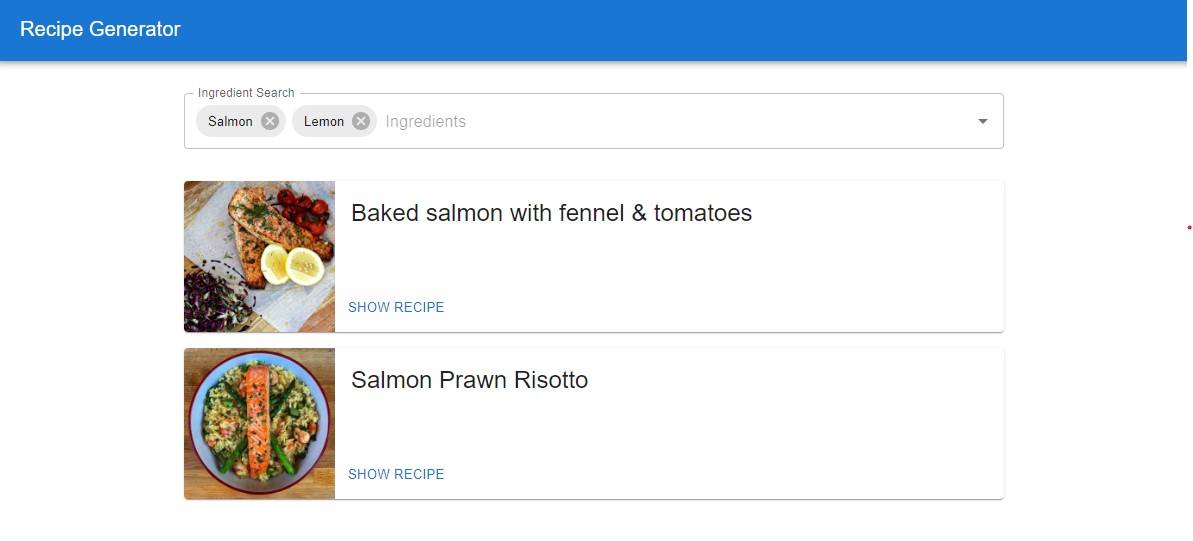 Recipe Generator
Ingredient Search
Salmon Lemon Ingredients
Baked salmon with fennel & tomatoes
SHOW RECIPE
Salmon Prawn Risotto
SHOW RECIPE